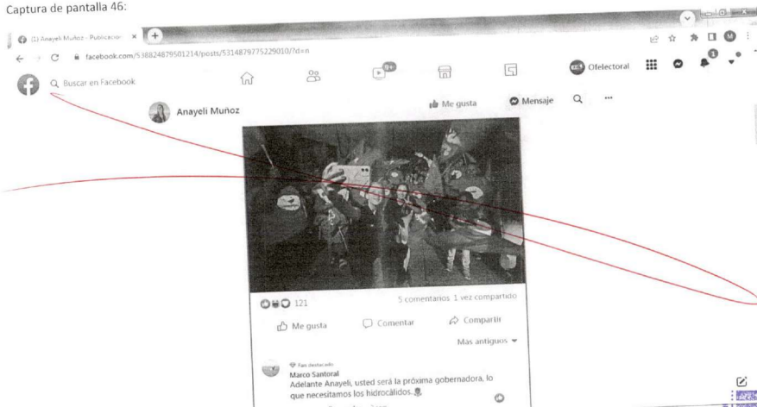 Captura de pantalla 46:
(2) Anayeli Muñoz - Publicacion
facebook.com/538824879501214/posts/5314879775229010/?d=n
Buscar en Facebook
9+
Ofelectoral
1
M
Anayeli Muñoz
Me gusta
Mensaje
121
5 comentarios 1 vez compartido
Me gusta
Comentar
Compartir
Más antiguos
Fan destacado
Marco Santoral
Adelante Anayeli, usted será la próxima gobernadora, lo
que necesitamos los hidrocálidos.